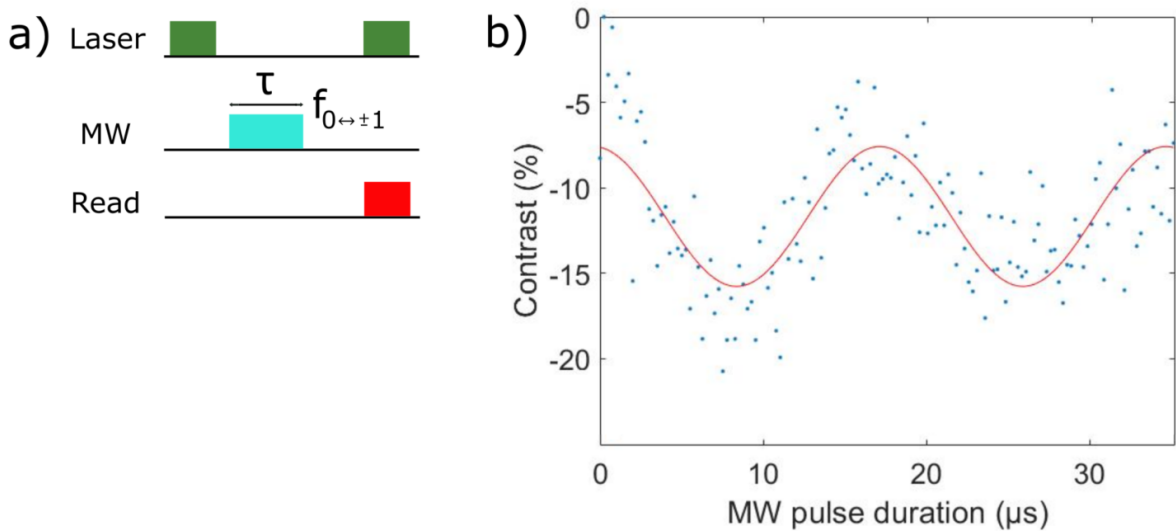 a)
Laser
τ
f0↔±1
MW
Read
b)
0
-5
-10
-15
-20
Contrast (%)
0 10 20 30
MW pulse duration (μs)